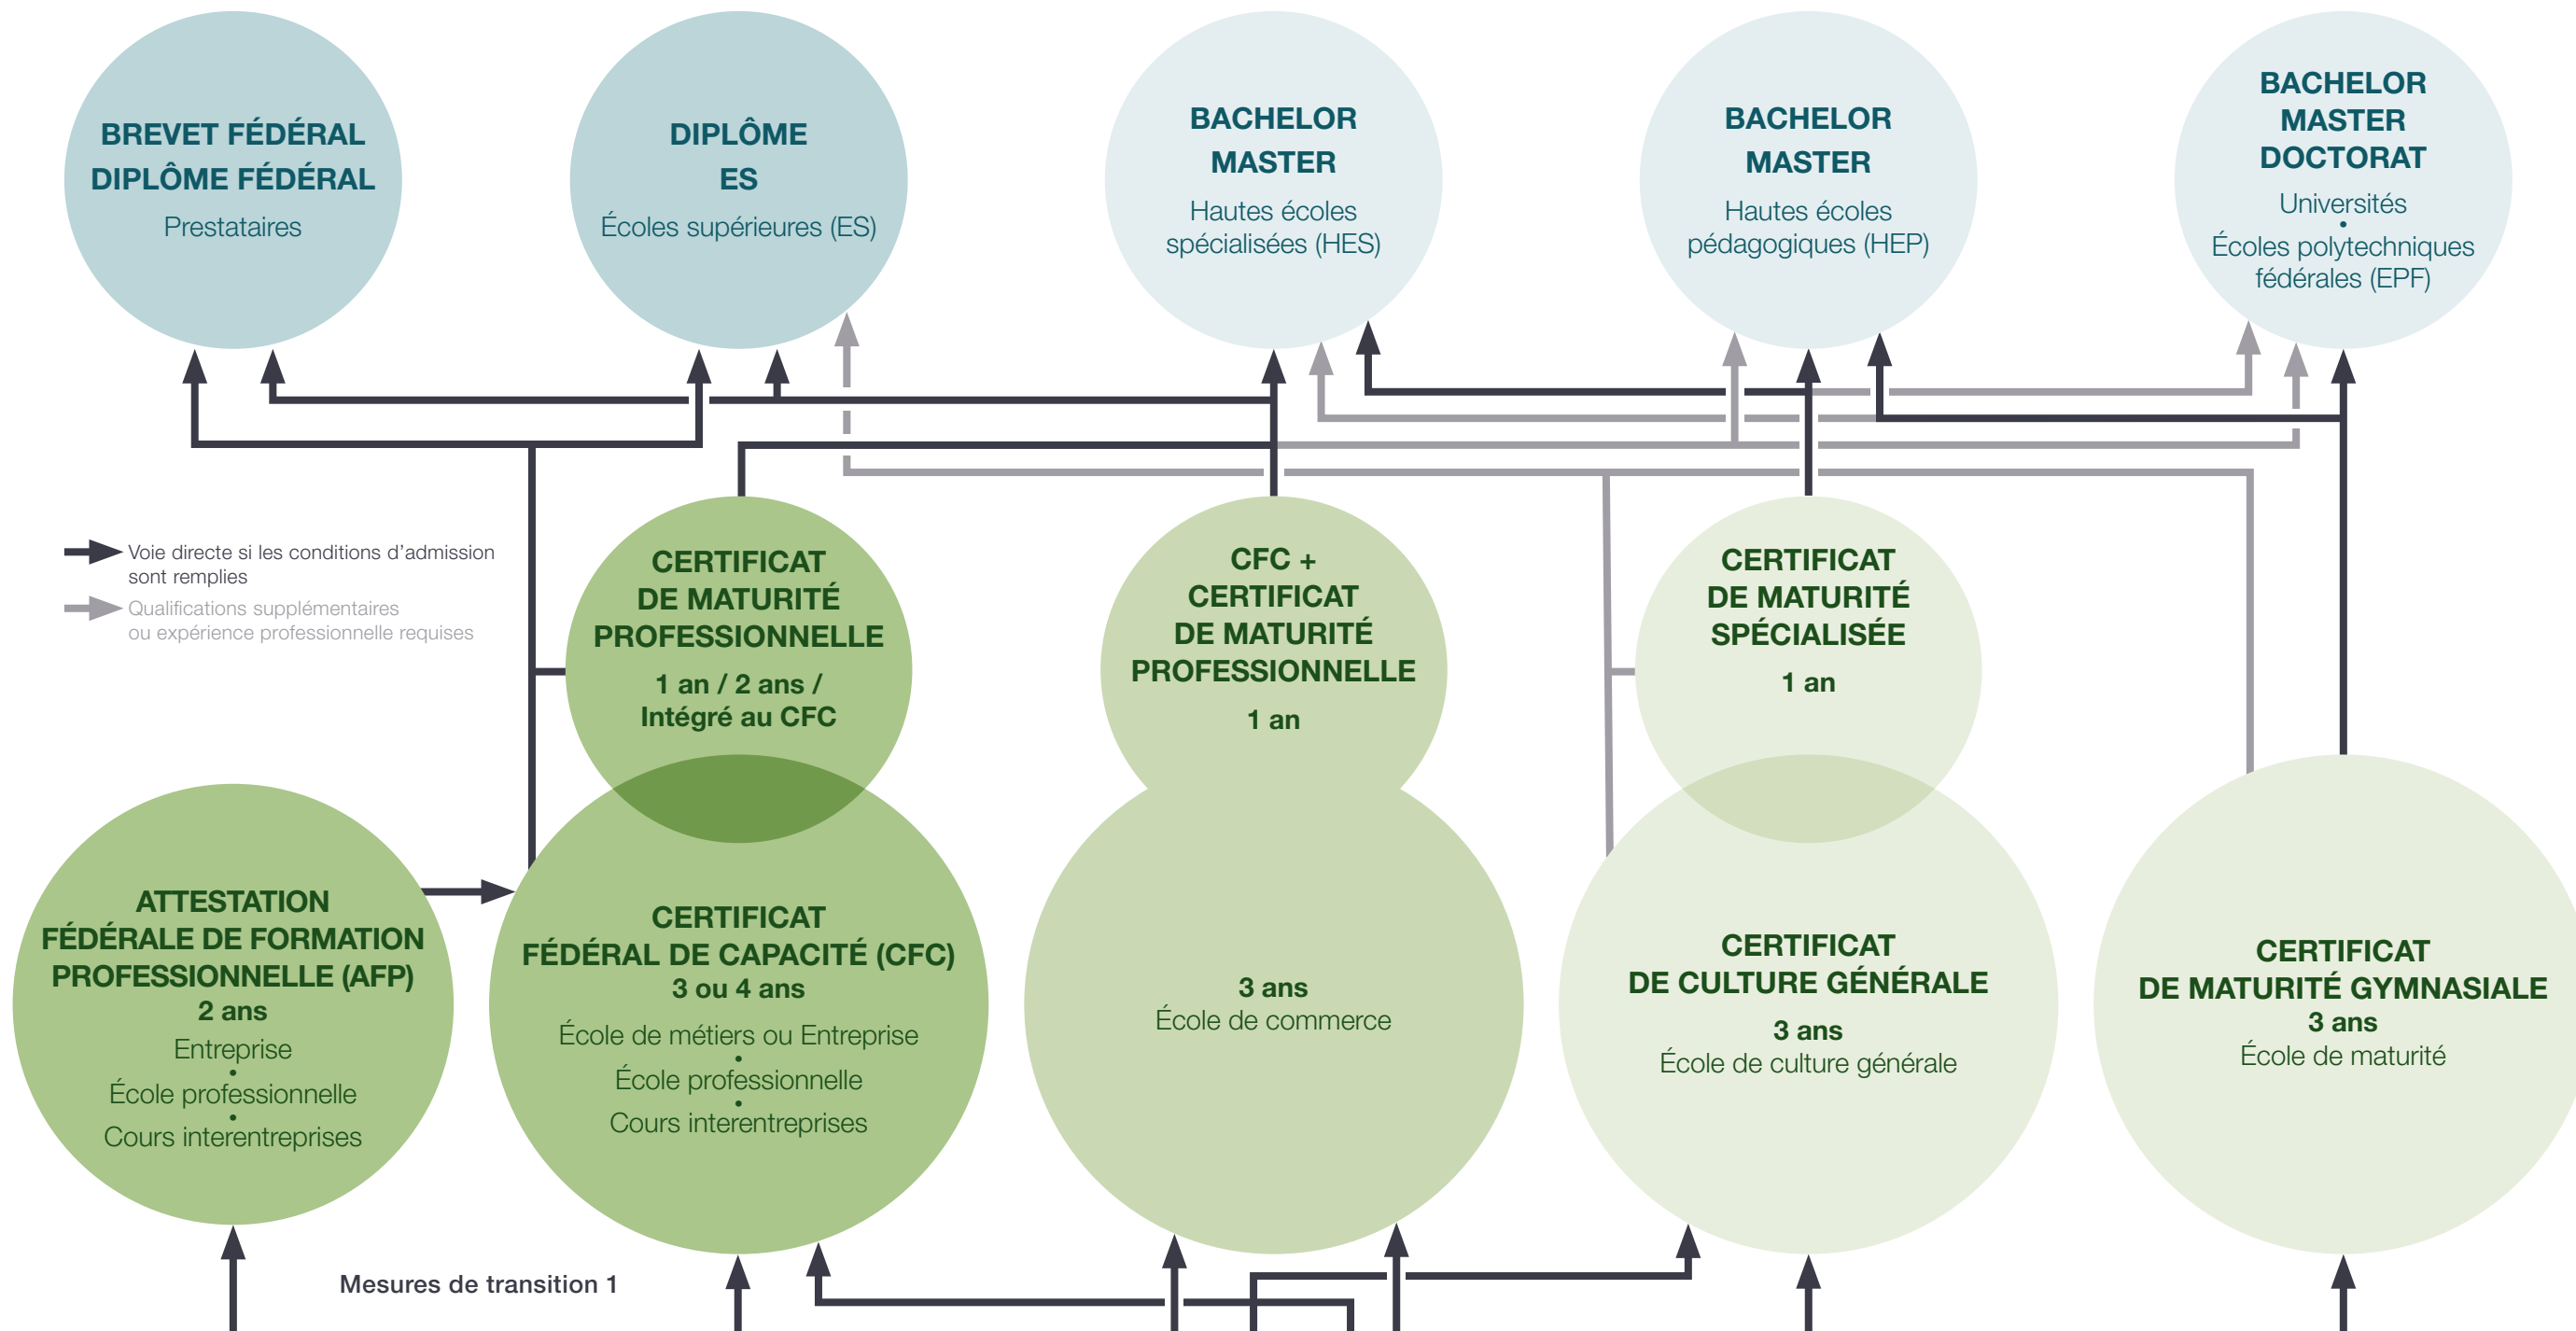 BREVET FÉDÉRAL
DIPLÔME FÉDÉRAL
Prestataires
DIPLÔME
ES
Écoles supérieures (ES)
BACHELOR
MASTER
Hautes écoles
spécialisées (HES)
BACHELOR
MASTER
Hautes écoles
pédagogiques (HEP)
BACHELOR
MASTER
DOCTORAT
Universités
•
Écoles polytechniques
fédérales (EPF)
Voie directe si les conditions d’admission
sont remplies
Qualifications supplémentaires
ou expérience professionnelle requises
CERTIFICAT
DE MATURITÉ
PROFESSIONNELLE
1 an / 2 ans /
Intégré au CFC
CFC +
CERTIFICAT
DE MATURITÉ
PROFESSIONNELLE
1 an
CERTIFICAT
DE MATURITÉ
SPÉCIALISÉE
1 an
ATTESTATION
FÉDÉRALE DE FORMATION
PROFESSIONNELLE (AFP)
2 ans
Entreprise
•
École professionnelle
•
Cours interentreprises
CERTIFICAT
FÉDÉRAL DE CAPACITÉ (CFC)
3 ou 4 ans
École de métiers ou Entreprise
•
École professionnelle
•
Cours interentreprises
3 ans
École de commerce
CERTIFICAT
DE CULTURE GÉNÉRALE
3 ans
École de culture générale
CERTIFICAT
DE MATURITÉ GYMNASIALE
3 ans
École de maturité
Mesures de transition 1